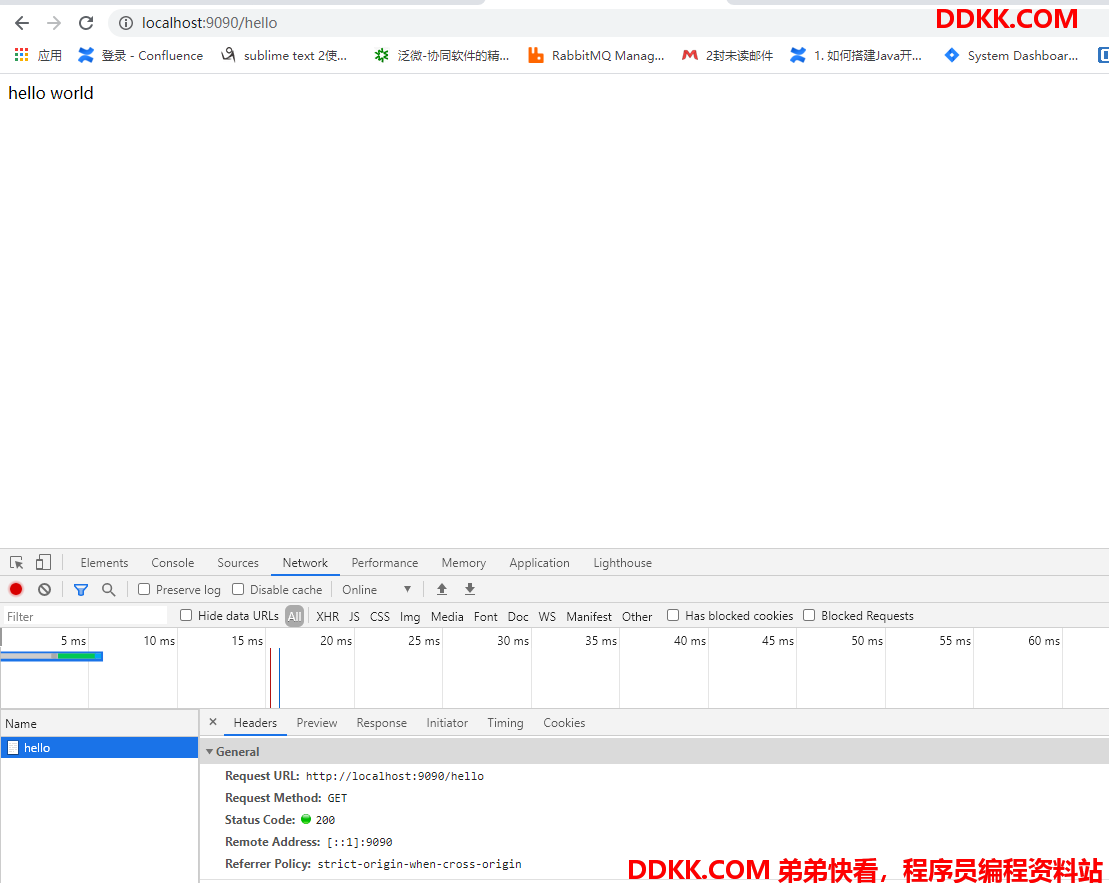 localhost:9090/hello
DDKK.COM
应用 登录 - Confluence sublime text 2使... 泛微-协同软件的精... RabbitMQ Manag... 2封未读邮件 1. 如何搭建Java开... System Dashboar...
hello world
Elements Console Sources Network Performance Memory Application Lighthouse
Preserve log Disable cache Online
Filter Hide data URLs All XHR JS CSS Img Media Font Doc WS Manifest Other Has blocked cookies Blocked Requests
5 ms 10 ms 15 ms 20 ms 25 ms 30 ms 35 ms 40 ms 45 ms 50 ms 55 ms 60 ms
Name × Headers Preview Response Initiator Timing Cookies
hello General
Request URL: http://localhost:9090/hello
Request Method: GET
Status Code: 200
Remote Address: [::1]:9090
Referrer Policy: strict-origin-when-cross-origin
DDKK.COM 弟弟快看，程序员编程资料站